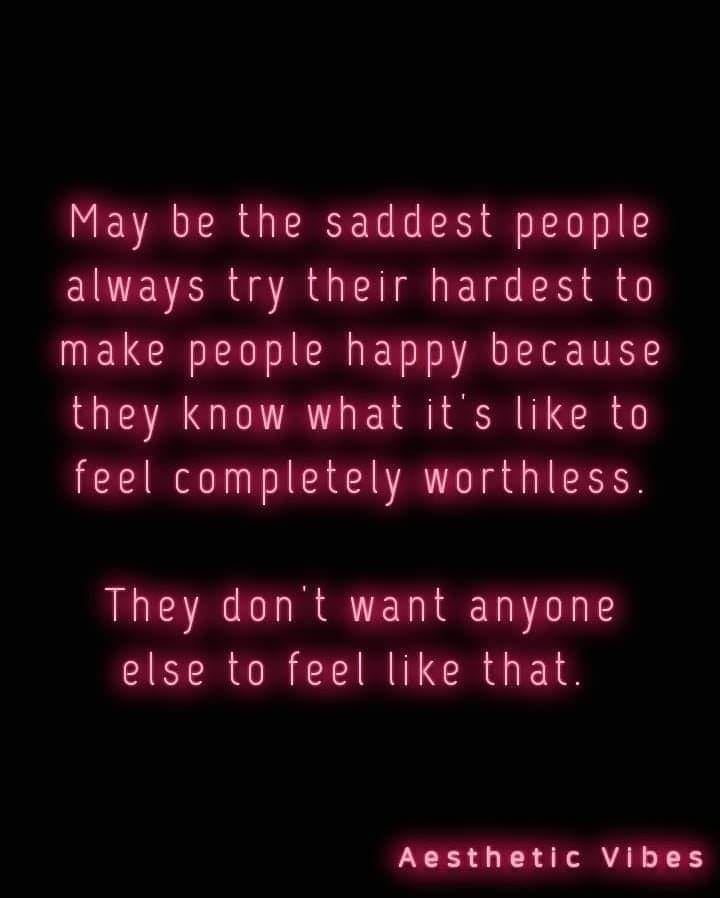 May be the saddest people
always try their hardest to
make people happy because
they know what it's like to
feel completely worthless.
They don't want anyone
else to feel like that.
Aesthetic Vibes